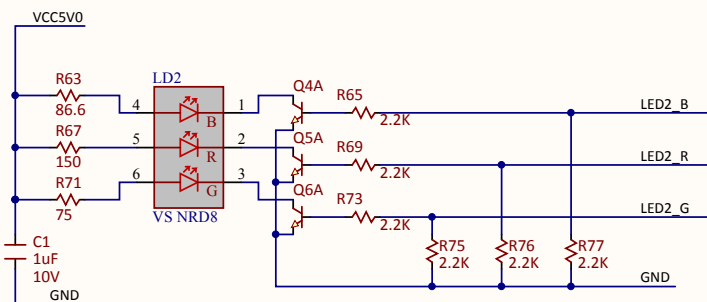 VCC5V0
R63
86.6
R67
150
R71
75
C1
1uF
10V
GND
LD2
4
B
1
5
R
2
6
G
3
VS NRD8
Q4A
Q5A
Q6A
R65
2.2K
R69
2.2K
R73
2.2K
LED2_B
LED2_R
LED2_G
R75
2.2K
R76
2.2K
R77
2.2K
GND